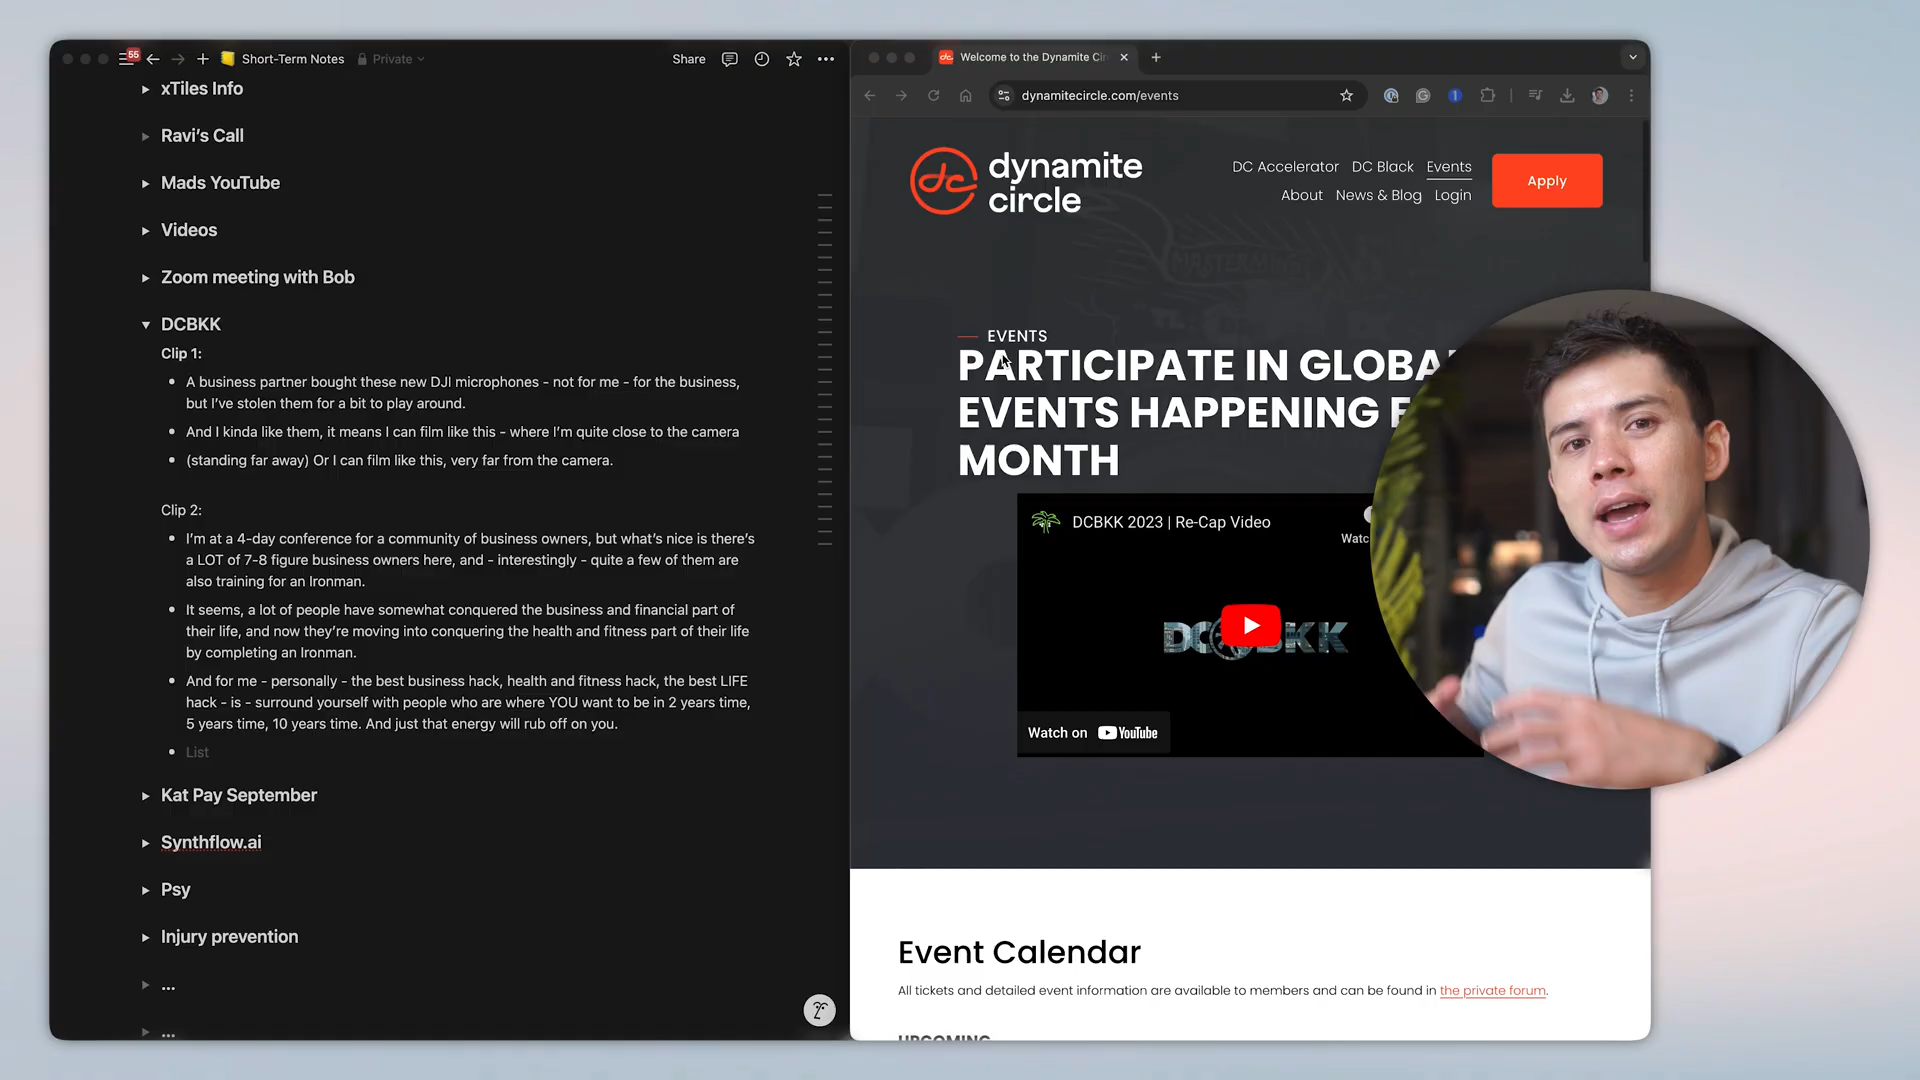 55
Short-Term Notes
Private
Share
xTiles Info
Ravi's Call
Mads YouTube
Videos
Zoom meeting with Bob
DCBKK
Clip 1:
A business partner bought these new DJI microphones - not for me - for the business,
but I've stolen them for a bit to play around.
And I kinda like them, it means I can film like this - where I'm quite close to the camera
(standing far away) Or I can film like this, very far from the camera.
Clip 2:
I'm at a 4-day conference for a community of business owners, but what's nice is there's
a LOT of 7-8 figure business owners here, and - interestingly - quite a few of them are
also training for an Ironman.
It seems, a lot of people have somewhat conquered the business and financial part of
their life, and now they're moving into conquering the health and fitness part of their life
by completing an Ironman.
And for me - personally - the best business hack, health and fitness hack, the best LIFE
hack - is - surround yourself with people who are where YOU want to be in 2 years time,
5 years time, 10 years time. And just that energy will rub off on you.
List
Kat Pay September
Synthflow.ai
Psy
Injury prevention
...
...
Welcome to the Dynamite Cir
dynamitecircle.com/events
dc
dynamite
circle
DC Accelerator DC Black Events
About News & Blog Login
Apply
MASTERMIND
EVENTS
PARTICIPATE IN GLOBA
EVENTS HAPPENING E
MONTH
DCBKK 2023 | Re-Cap Video
Watc
DCBKK
Watch on YouTube
Event Calendar
All tickets and detailed event information are available to members and can be found in the private forum.
UPCOMING